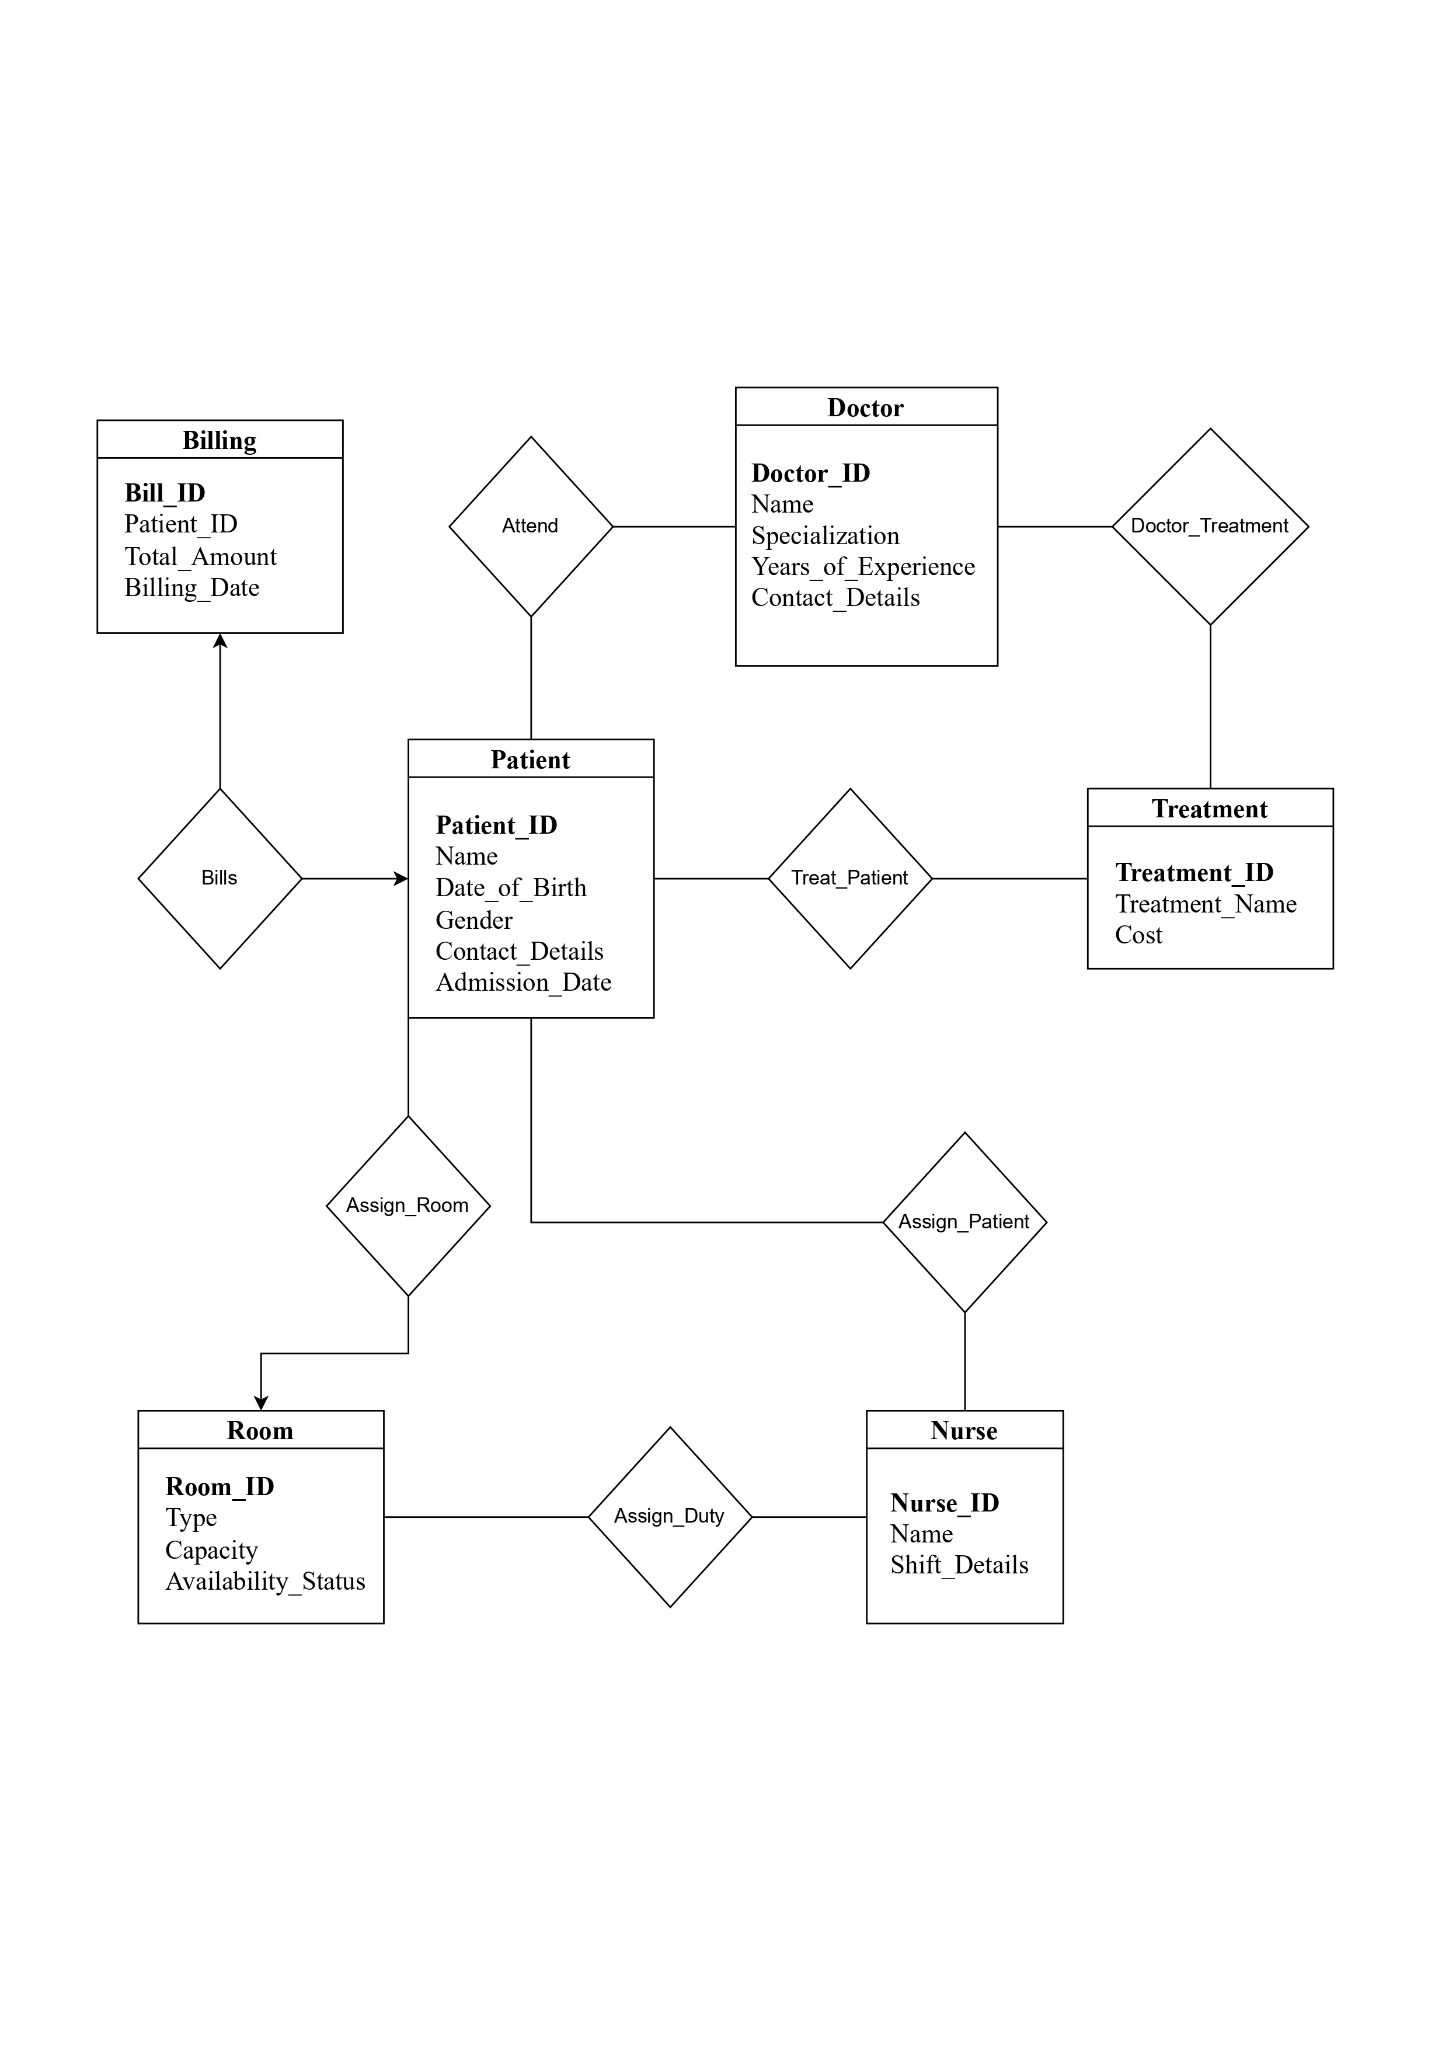 Doctor
Doctor_ID
Name
Specialization
Years_of_Experience
Contact_Details
Billing
Bill_ID
Patient_ID
Total_Amount
Billing_Date
Attend
Doctor_Treatment
Patient
Patient_ID
Name
Date_of_Birth
Gender
Contact_Details
Admission_Date
Bills
Treat_Patient
Treatment
Treatment_ID
Treatment_Name
Cost
Assign_Room
Assign_Patient
Room
Room_ID
Type
Capacity
Availability_Status
Assign_Duty
Nurse
Nurse_ID
Name
Shift_Details